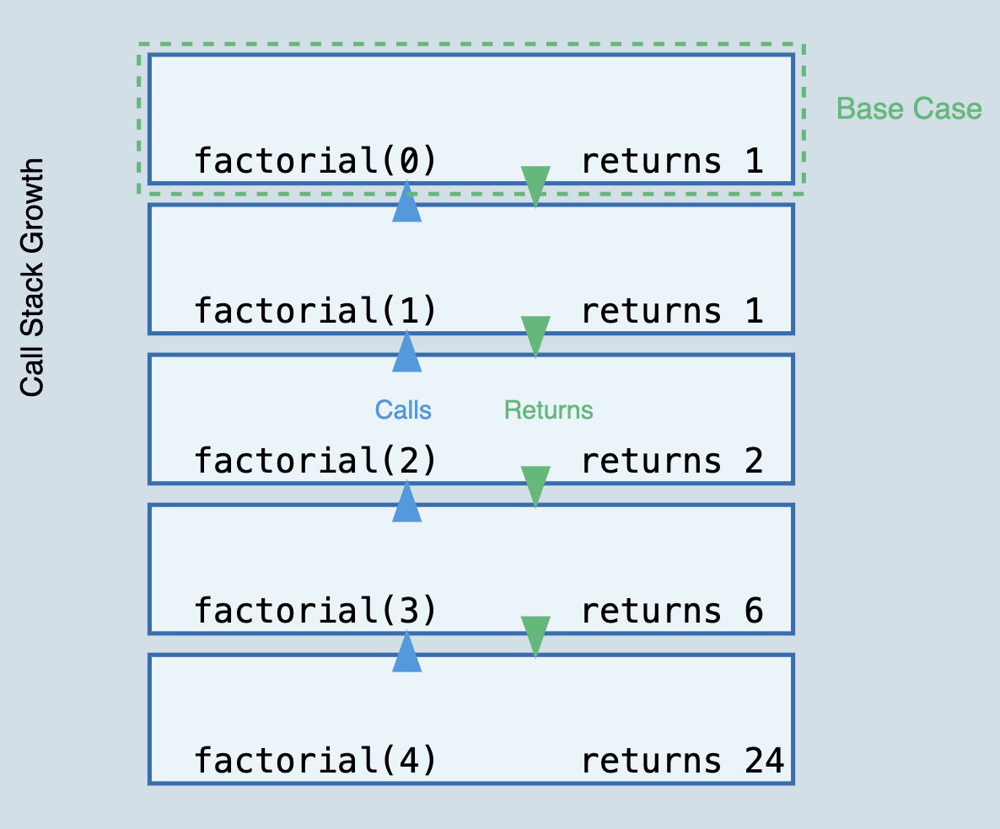 Call Stack Growth
Base Case
factorial(0) returns 1
factorial(1) returns 1
Calls Returns
factorial(2) returns 2
factorial(3) returns 6
factorial(4) returns 24